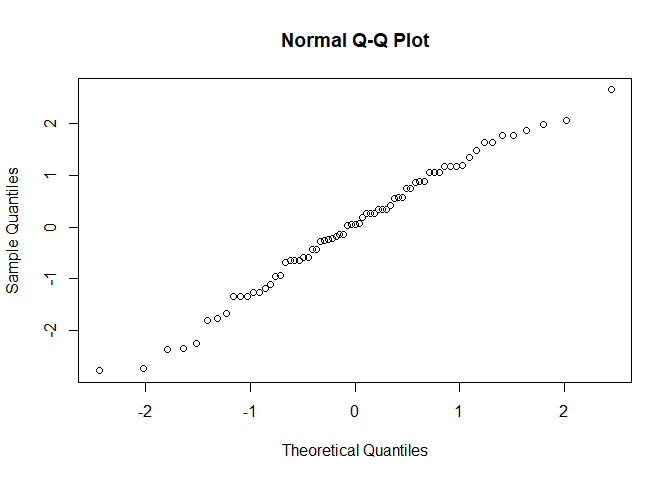 Normal Q-Q Plot
2
1
0
-1
-2
Sample Quantiles
-2 -1 0 1 2
Theoretical Quantiles